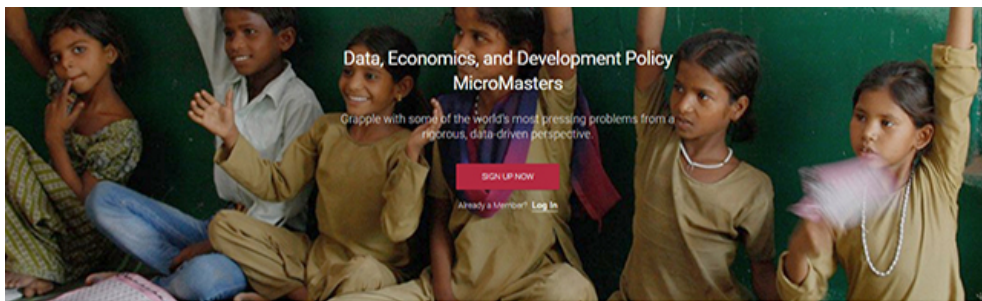 Data, Economics, and Development Policy
MicroMasters
Grapple with some of the world's most pressing problems from a
rigorous, data-driven perspective.
SIGN UP NOW
Already a Member? Log In